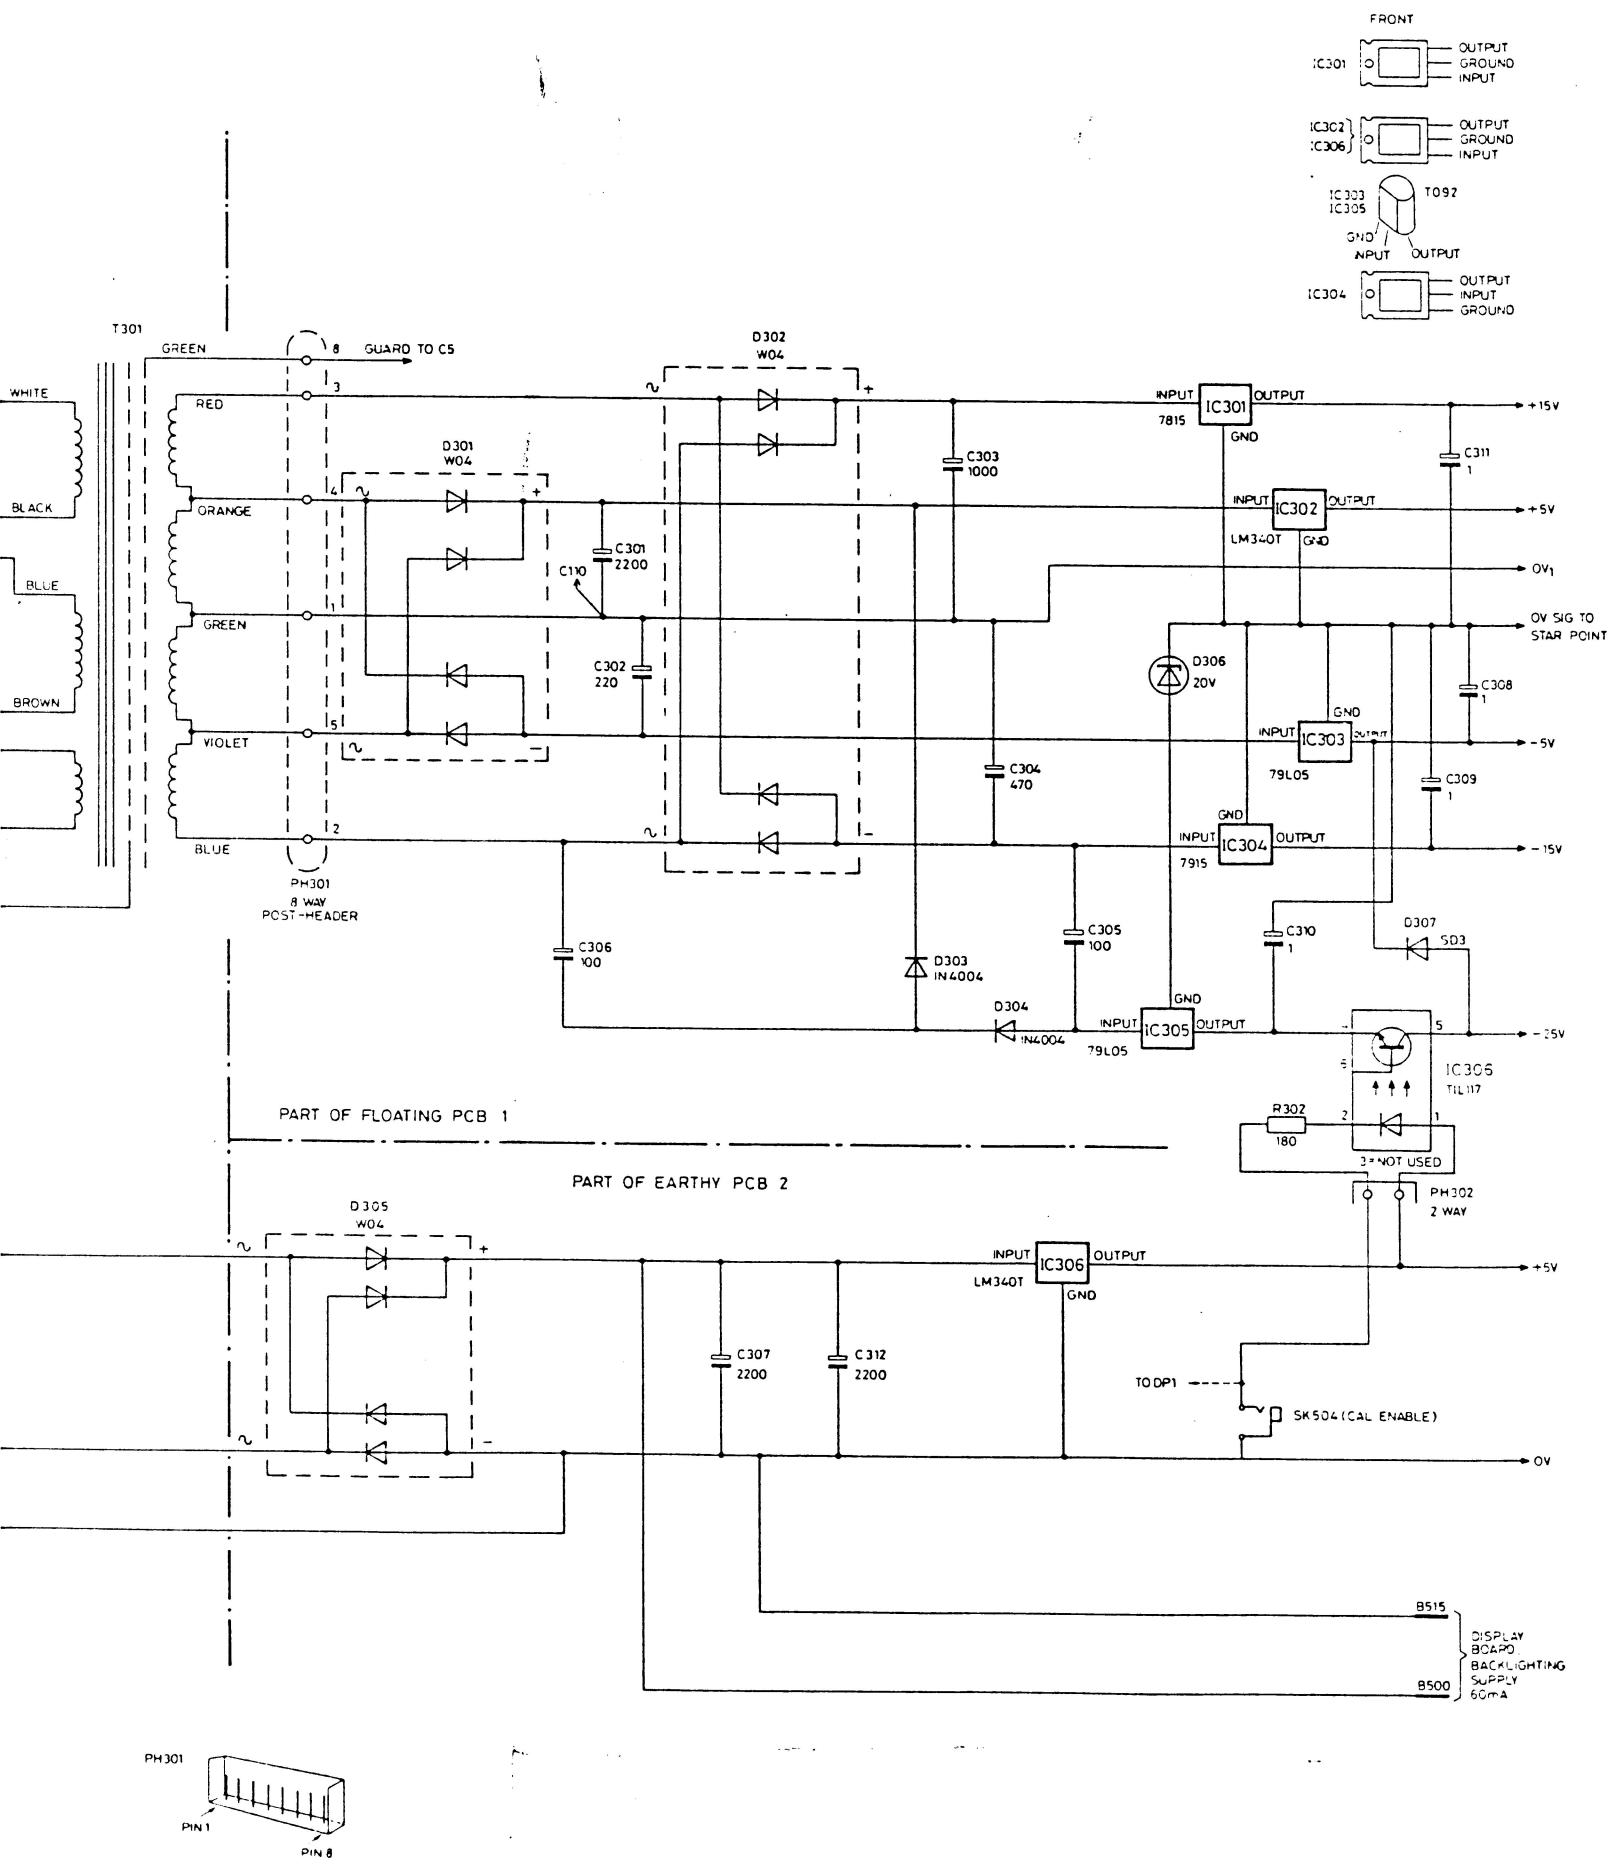 FRONT
IC301
OUTPUT
GROUND
INPUT
IC302
IC306
OUTPUT
GROUND
INPUT
IC303
IC305
TO92
GND
INPUT
OUTPUT
IC304
OUTPUT
INPUT
GROUND
T301
GREEN
8
GUARD TO C5
D302
W04
WHITE
RED
3
~
+
INPUT
IC301
OUTPUT
+15V
7815
GND
D301
W04
C303
1000
C311
1
BLACK
ORANGE
4
~
+
INPUT
IC302
OUTPUT
+5V
LM340T
GND
C301
2200
C110
0V1
BLUE
GREEN
1
0V SIG TO
STAR POINT
C302
220
D306
20V
C308
1
BROWN
VIOLET
5
~
-
GND
INPUT
IC303
OUTPUT
-5V
79L05
C304
470
C309
1
GND
BLUE
2
~
-
INPUT
IC304
OUTPUT
-15V
7915
PH301
8 WAY
POST-HEADER
C306
100
C305
100
C310
1
D307
SD3
D303
IN4004
D304
IN4004
GND
INPUT
IC305
OUTPUT
79L05
5
6
IC306
TIL117
PART OF FLOATING PCB 1
R302
180
2
1
3=NOT USED
PART OF EARTHY PCB 2
PH302
2 WAY
D305
W04
~
+
INPUT
IC306
OUTPUT
+5V
LM340T
GND
C307
2200
C312
2200
TO DP1
SK504 (CAL ENABLE)
~
-
0V
B515
DISPLAY
BOARD
BACKLIGHTING
SUPPLY
60mA
B500
PH301
PIN 1
PIN 8